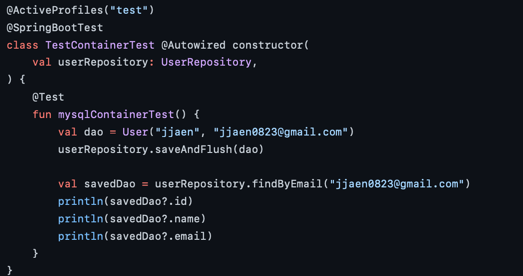 @ActiveProfiles("test")
@SpringBootTest
class TestContainerTest @Autowired constructor(
    val userRepository: UserRepository,
) {
    @Test
    fun mysqlContainerTest() {
        val dao = User("jjaen", "jjaen0823@gmail.com")
        userRepository.saveAndFlush(dao)

        val savedDao = userRepository.findByEmail("jjaen0823@gmail.com")
        println(savedDao?.id)
        println(savedDao?.name)
        println(savedDao?.email)
    }
}